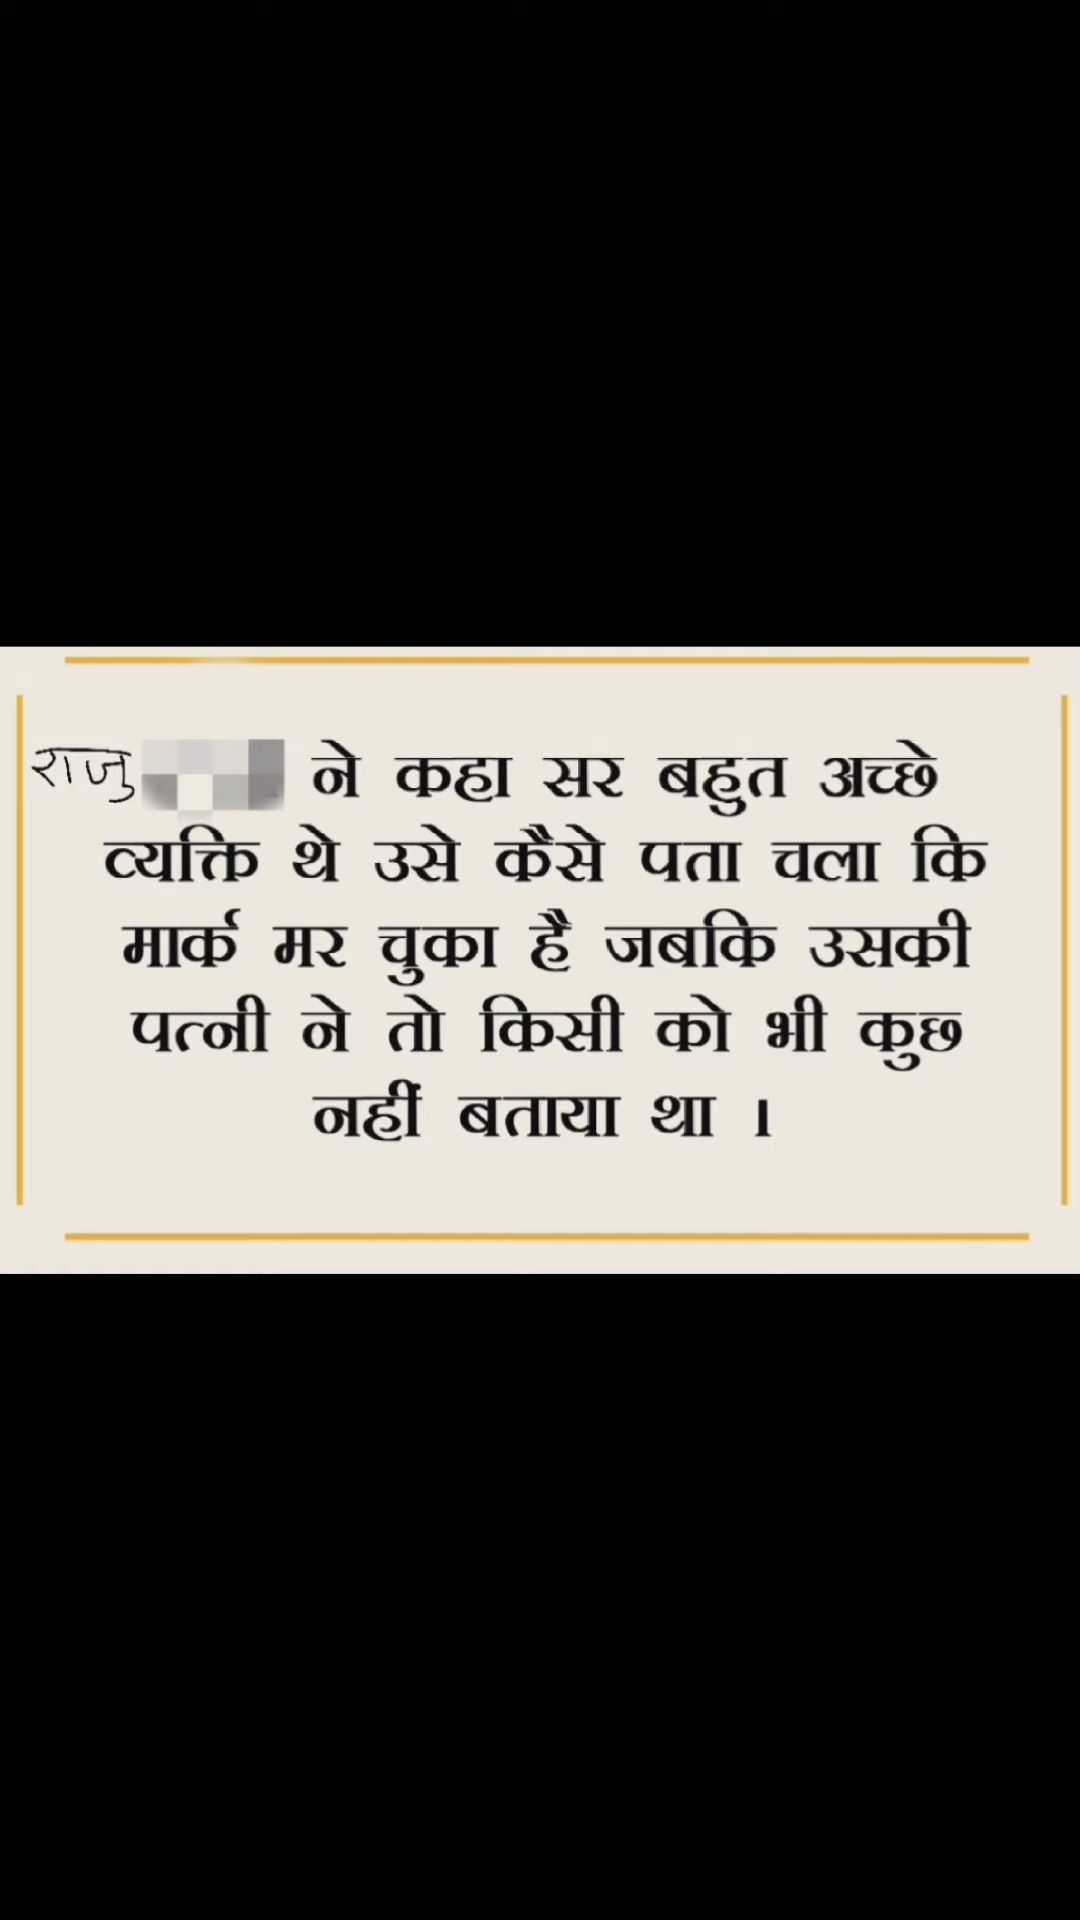 राजु ने कहा सर बहुत अच्छे
व्यक्ति थे उसे कैसे पता चला कि
मार्क मर चुका है जबकि उसकी
पत्नी ने तो किसी को भी कुछ
नहीं बताया था ।